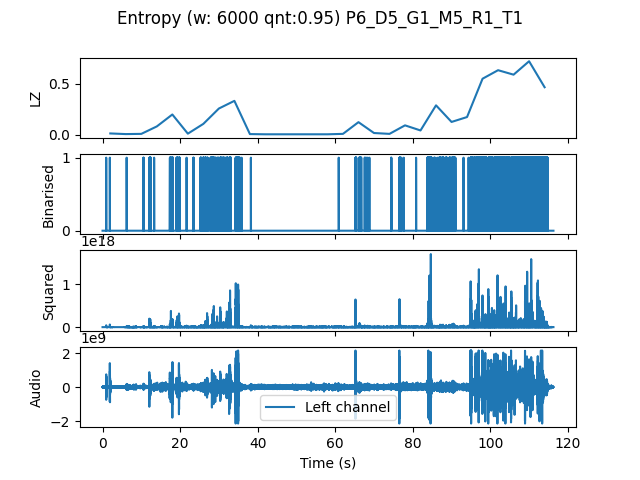 Entropy (w: 6000 qnt:0.95) P6_D5_G1_M5_R1_T1
LZ
0.5
0.0
Binarised
1
0
1e18
Squared
1
0
1e9
Audio
2
0
−2
Left channel
0 20 40 60 80 100 120
Time (s)